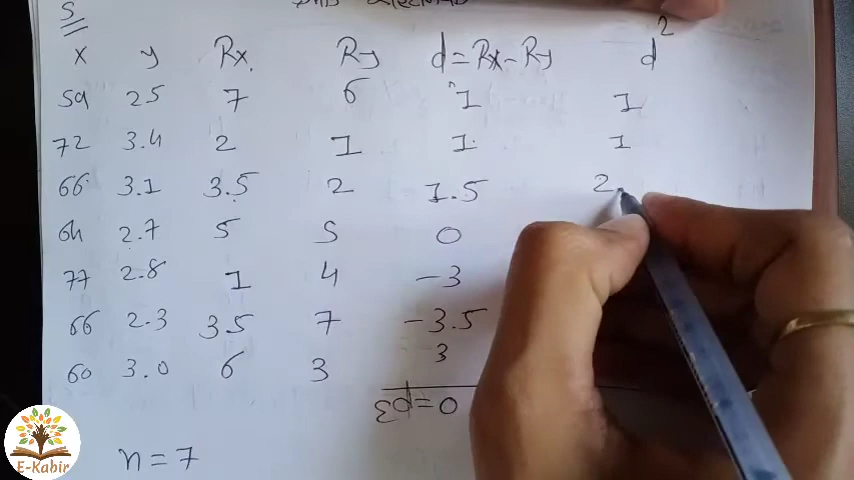 S
x y Rx Ry d = Rx - Ry d²
59 25 7 6 1 1
72 3.4 2 1 1 1
66 3.1 3.5 2 1.5 2.
64 2.7 5 5 0
77 2.8 1 4 -3
66 2.3 3.5 7 -3.5
60 3.0 6 3 3
Σd = 0
n = 7
E-Kabir